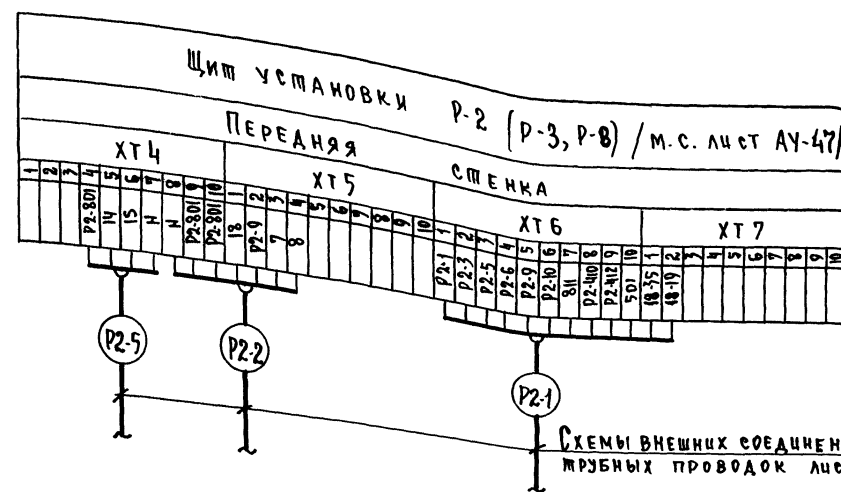 Щит установки Р-2 (Р-3, Р-8) / м.с. лист АУ-47/
Передняя стенка
ХТ4 ХТ5 ХТ6 ХТ7
1 2 3 4 5 6 7 8 9 10 1 2 3 4 5 6 7 8 9 10 1 2 3 4 5 6 7 8 9 10 1 2 3 4 5 6 7 8 9 10
Р2-801 14 15 N N Р2-801 Р2-801 18 Р2-9 7 8 Р2-1 Р2-3 Р2-5 Р2-6 Р2-9 Р2-10 811 Р2-410 Р2-412 501 18-35 18-19
Р2-5 Р2-2 Р2-1
Схемы внешних соединен
трубных проводок лис